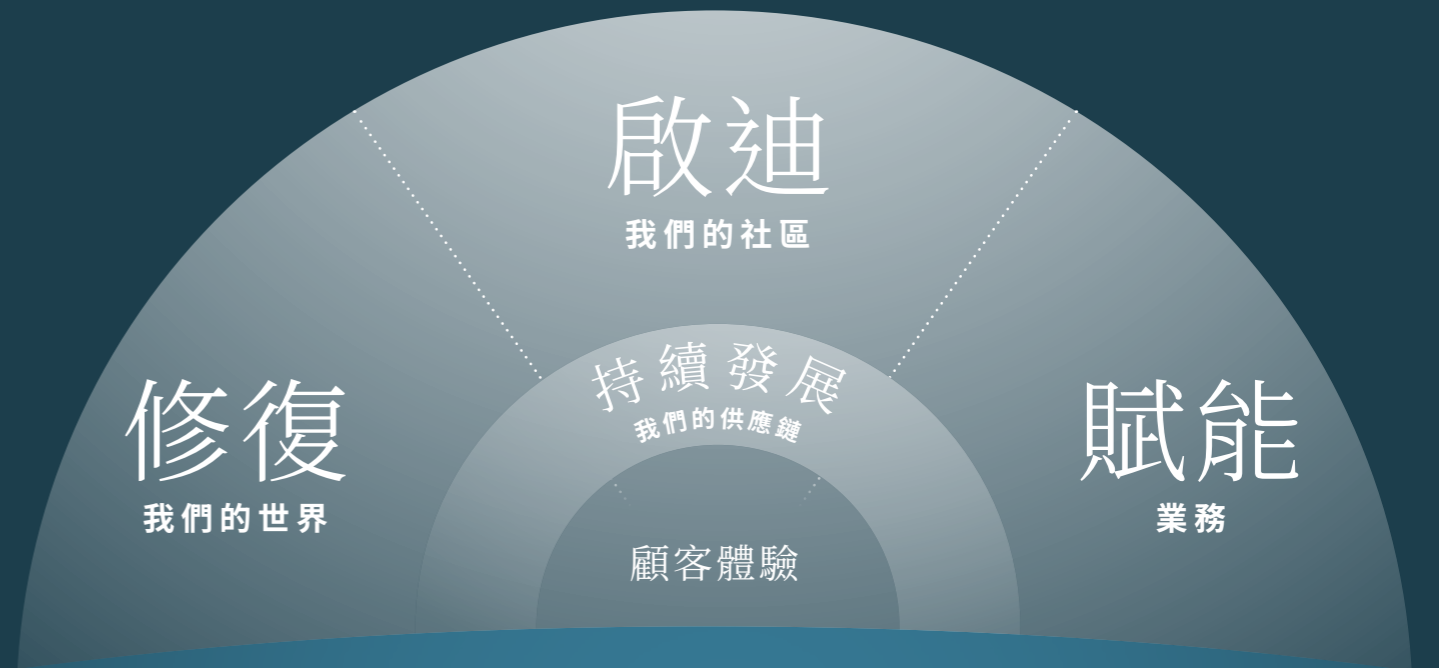 啟迪
我們的社區
持續發展
我們的供應鏈
修復
我們的世界
賦能
業務
顧客體驗